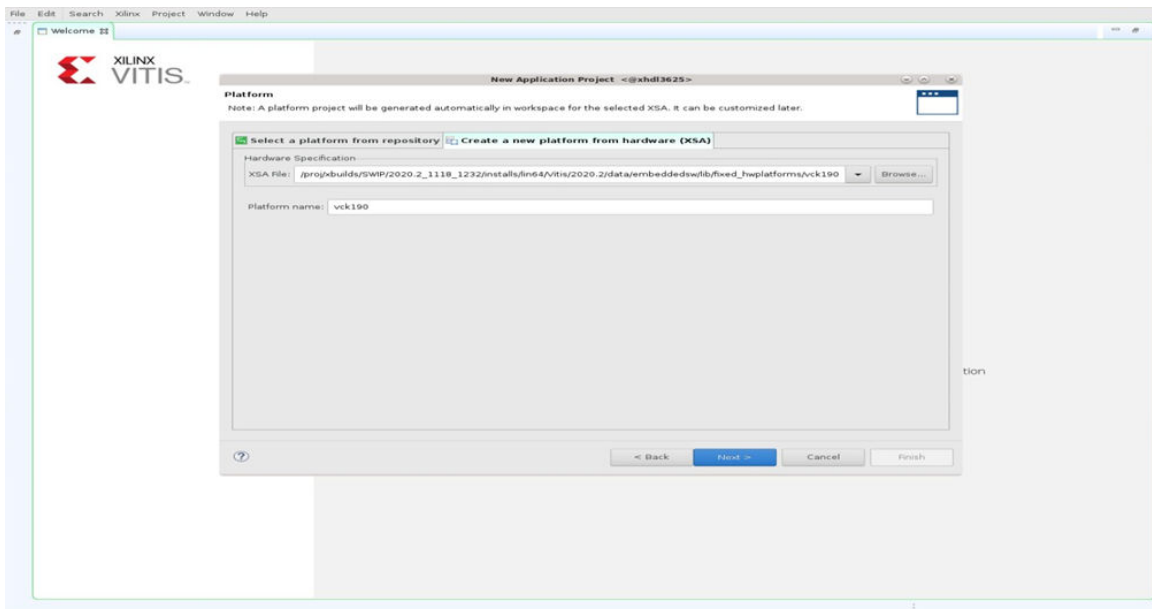 File Edit Search Xilinx Project Window Help
Welcome
XILINX
VITIS
New Application Project <@xhdl3625>
Platform
Note: A platform project will be generated automatically in workspace for the selected XSA. It can be customized later.
Select a platform from repository Create a new platform from hardware (XSA)
Hardware Specification
XSA File: /proj/xbuilds/SWIP/2020.2_1118_1232/installs/lin64/Vitis/2020.2/data/embeddedsw/lib/fixed_hwplatforms/vck190 Browse...
Platform name: vck190
tion
< Back Next > Cancel Finish